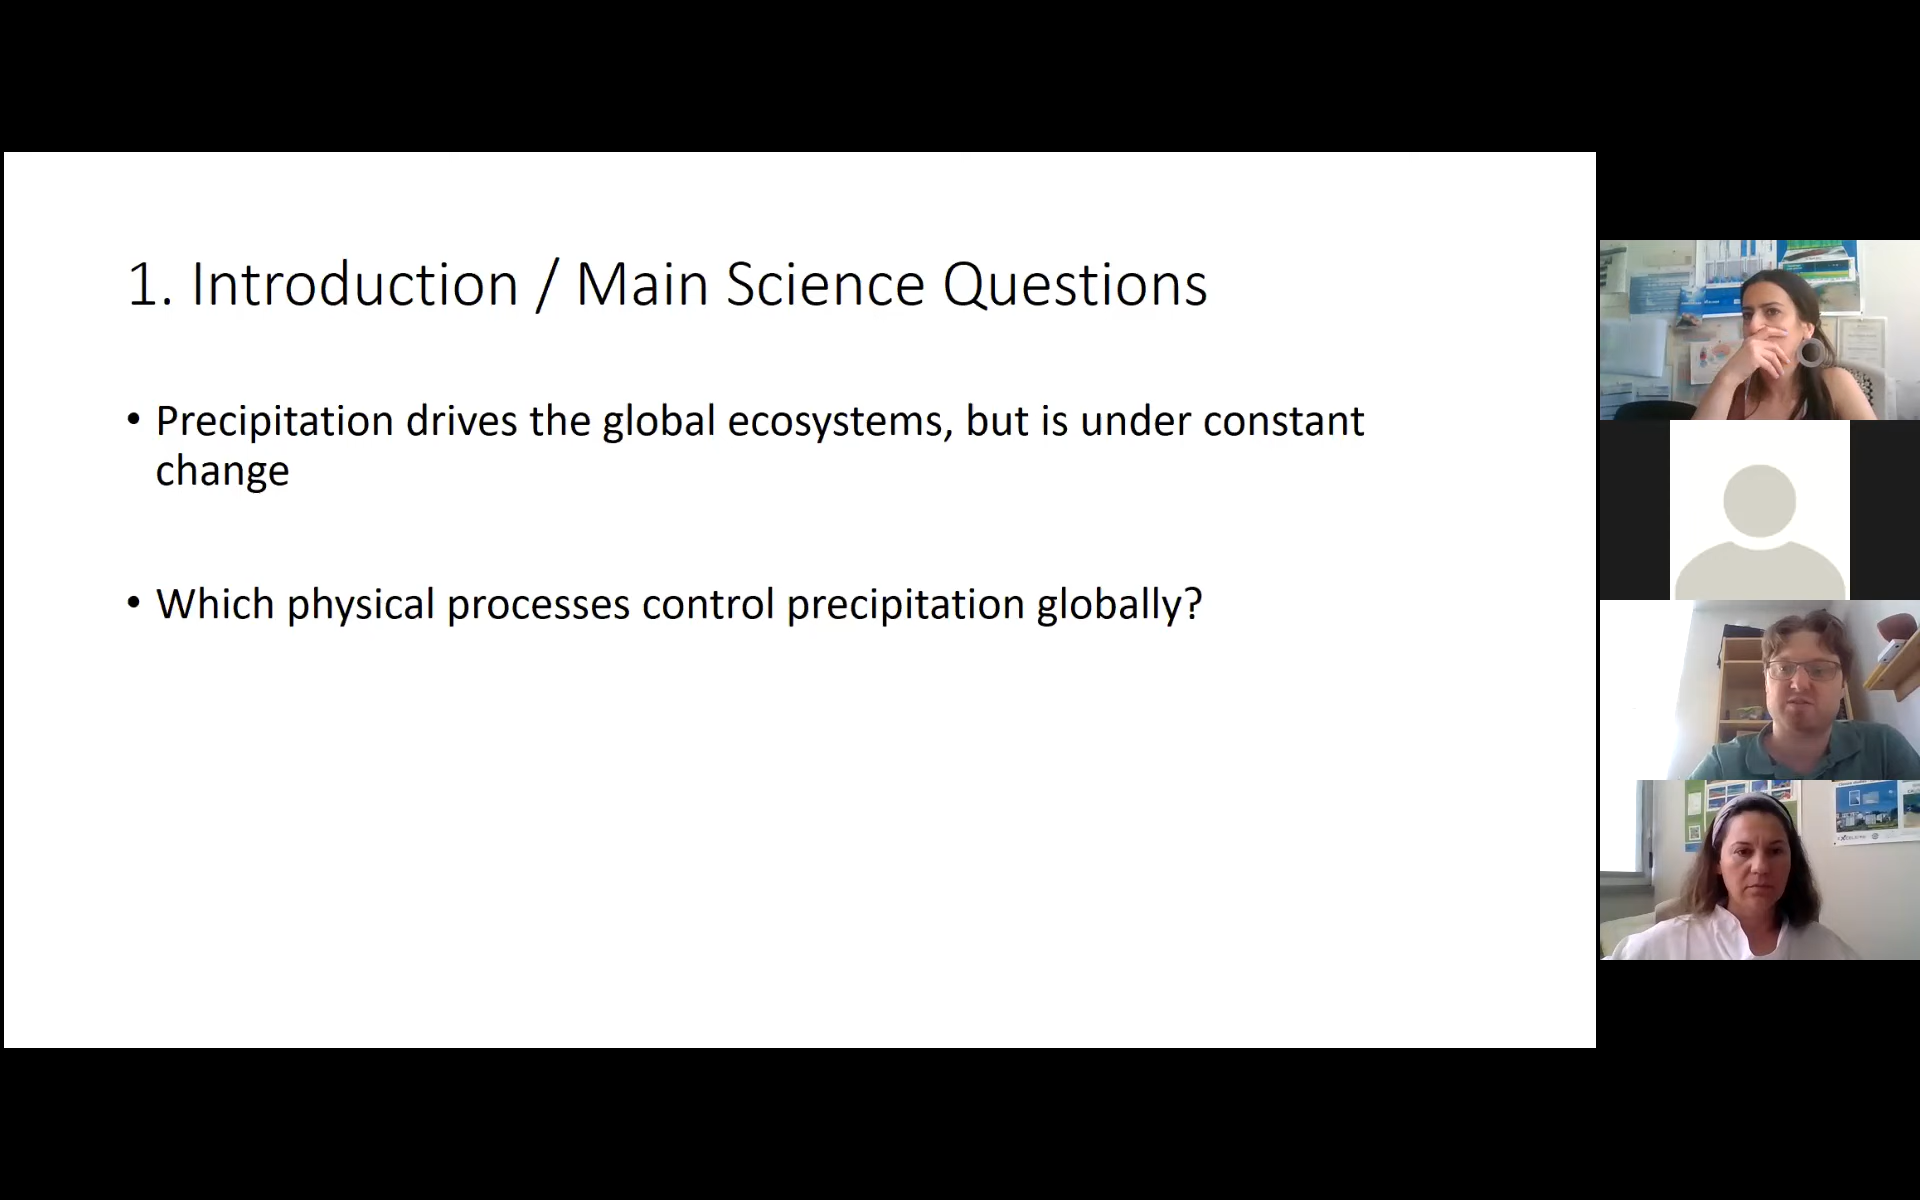 1. Introduction / Main Science Questions
• Precipitation drives the global ecosystems, but is under constant
change
• Which physical processes control precipitation globally?